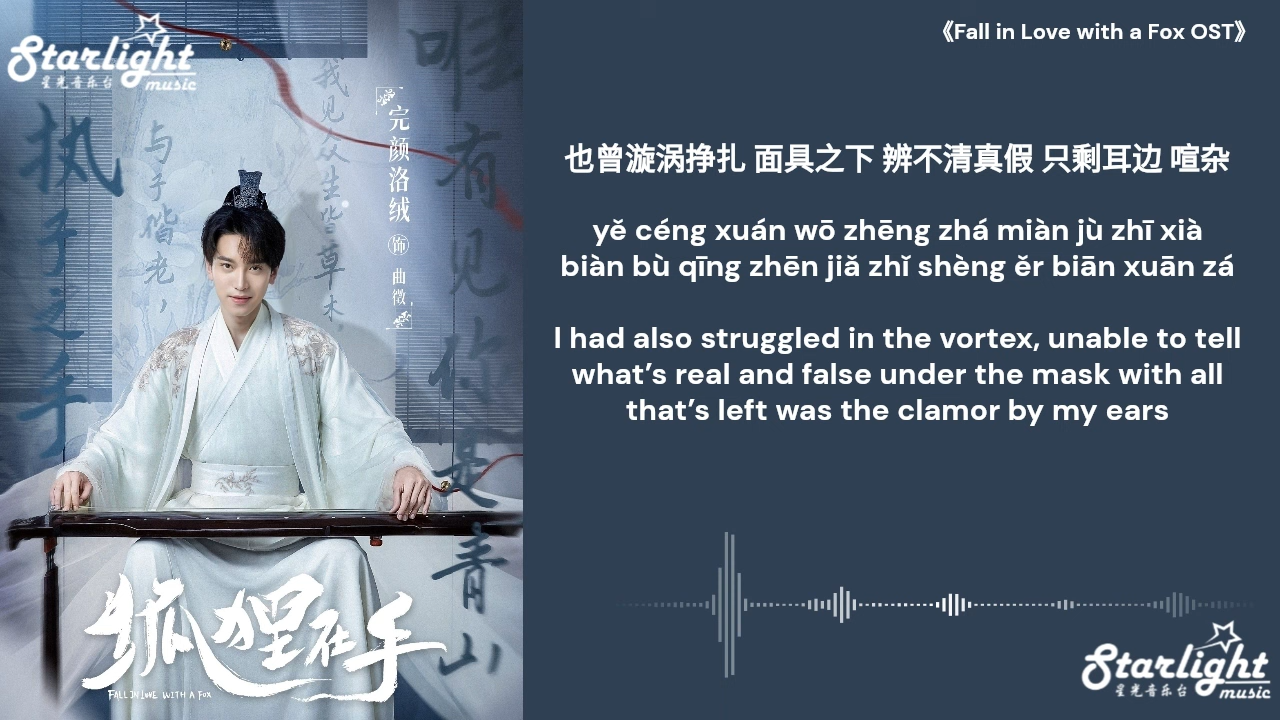 Starlight
星光音乐台 music
《Fall in Love with a Fox OST》
完颜洛绒
饰
曲徵
执子之手
与子偕老，
我见众生皆草木，
唯有见你是青山
也曾漩涡挣扎 面具之下 辨不清真假 只剩耳边 喧杂
yě céng xuán wō zhēng zhá miàn jù zhī xià
biàn bù qīng zhēn jiǎ zhǐ shèng ěr biān xuān zá
I had also struggled in the vortex, unable to tell
what's real and false under the mask with all
that's left was the clamor by my ears
狐狸在手
FALL IN LOVE WITH A FOX
Starlight
星光音乐台 music